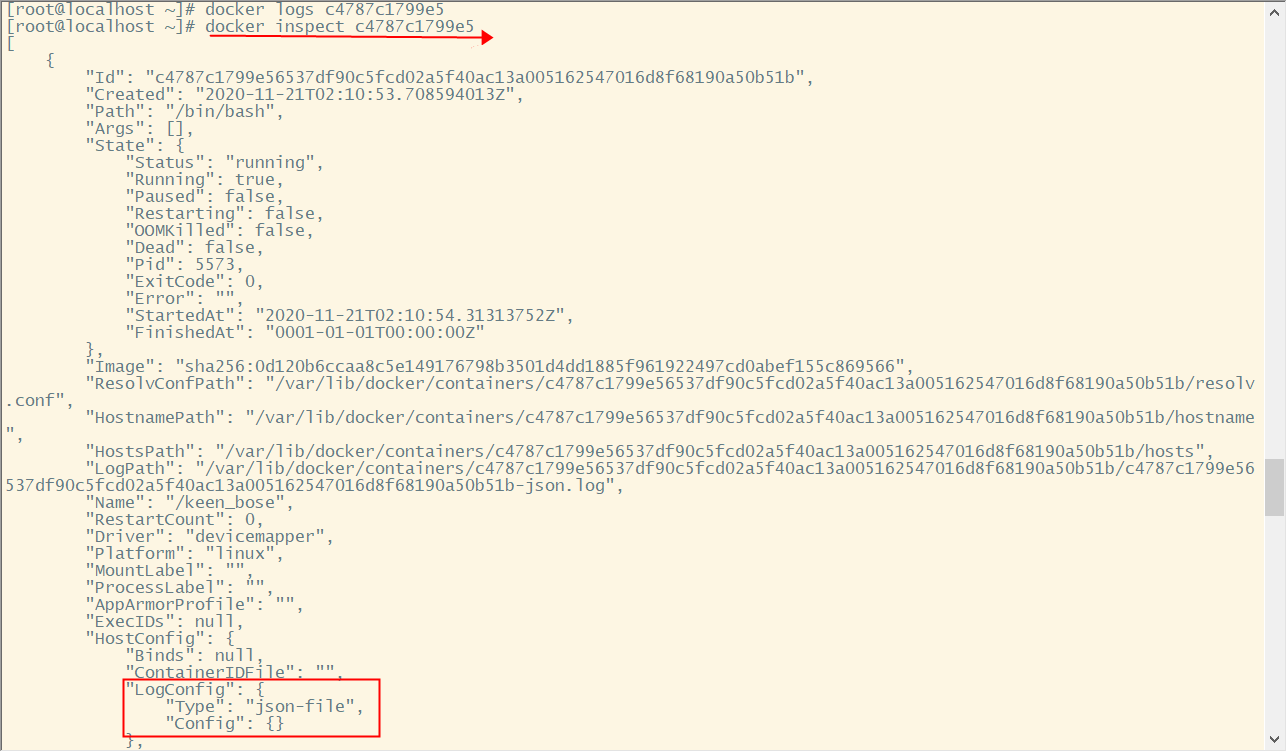 [root@localhost ~]# docker logs c4787c1799e5
[root@localhost ~]# docker inspect c4787c1799e5
[
    {
        "Id": "c4787c1799e56537df90c5fcd02a5f40ac13a005162547016d8f68190a50b51b",
        "Created": "2020-11-21T02:10:53.708594013Z",
        "Path": "/bin/bash",
        "Args": [],
        "State": {
            "Status": "running",
            "Running": true,
            "Paused": false,
            "Restarting": false,
            "OOMKilled": false,
            "Dead": false,
            "Pid": 5573,
            "ExitCode": 0,
            "Error": "",
            "StartedAt": "2020-11-21T02:10:54.31313752Z",
            "FinishedAt": "0001-01-01T00:00:00Z"
        },
        "Image": "sha256:0d120b6ccaa8c5e149176798b3501d4dd1885f961922497cd0abef155c869566",
        "ResolvConfPath": "/var/lib/docker/containers/c4787c1799e56537df90c5fcd02a5f40ac13a005162547016d8f68190a50b51b/resolv
.conf",
        "HostnamePath": "/var/lib/docker/containers/c4787c1799e56537df90c5fcd02a5f40ac13a005162547016d8f68190a50b51b/hostname
",
        "HostsPath": "/var/lib/docker/containers/c4787c1799e56537df90c5fcd02a5f40ac13a005162547016d8f68190a50b51b/hosts",
        "LogPath": "/var/lib/docker/containers/c4787c1799e56537df90c5fcd02a5f40ac13a005162547016d8f68190a50b51b/c4787c1799e56
537df90c5fcd02a5f40ac13a005162547016d8f68190a50b51b-json.log",
        "Name": "/keen_bose",
        "RestartCount": 0,
        "Driver": "devicemapper",
        "Platform": "linux",
        "MountLabel": "",
        "ProcessLabel": "",
        "AppArmorProfile": "",
        "ExecIDs": null,
        "HostConfig": {
            "Binds": null,
            "ContainerIDFile": "",
            "LogConfig": {
                "Type": "json-file",
                "Config": {}
            },